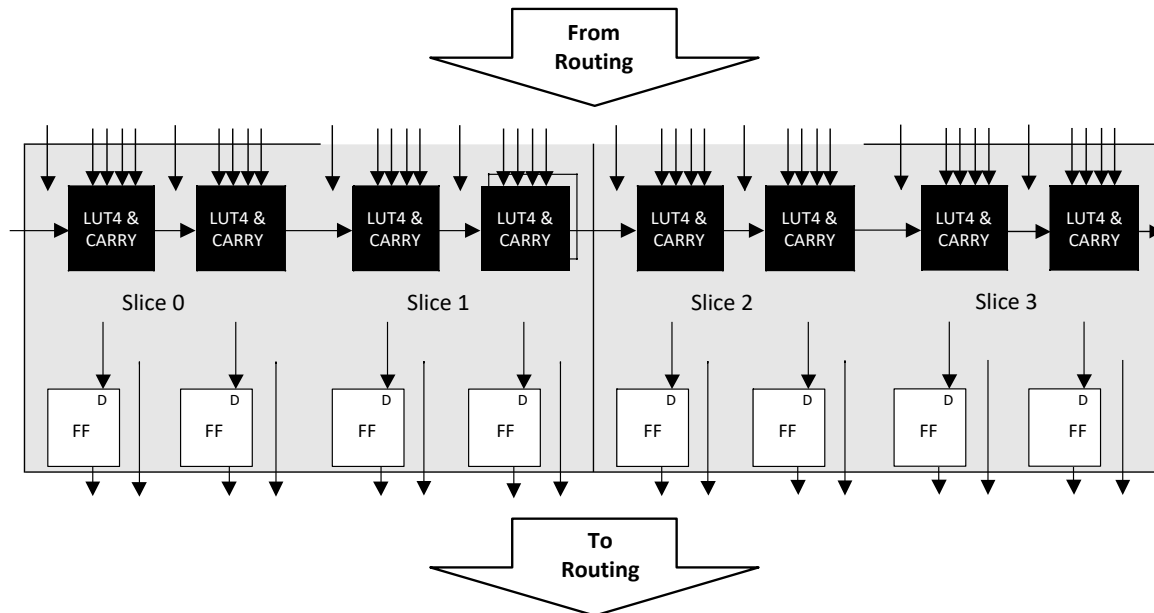 From
Routing
LUT4 &
CARRY
LUT4 &
CARRY
LUT4 &
CARRY
LUT4 &
CARRY
LUT4 &
CARRY
LUT4 &
CARRY
LUT4 &
CARRY
LUT4 &
CARRY
Slice 0
Slice 1
Slice 2
Slice 3
D
FF
D
FF
D
FF
D
FF
D
FF
D
FF
D
FF
D
FF
To
Routing